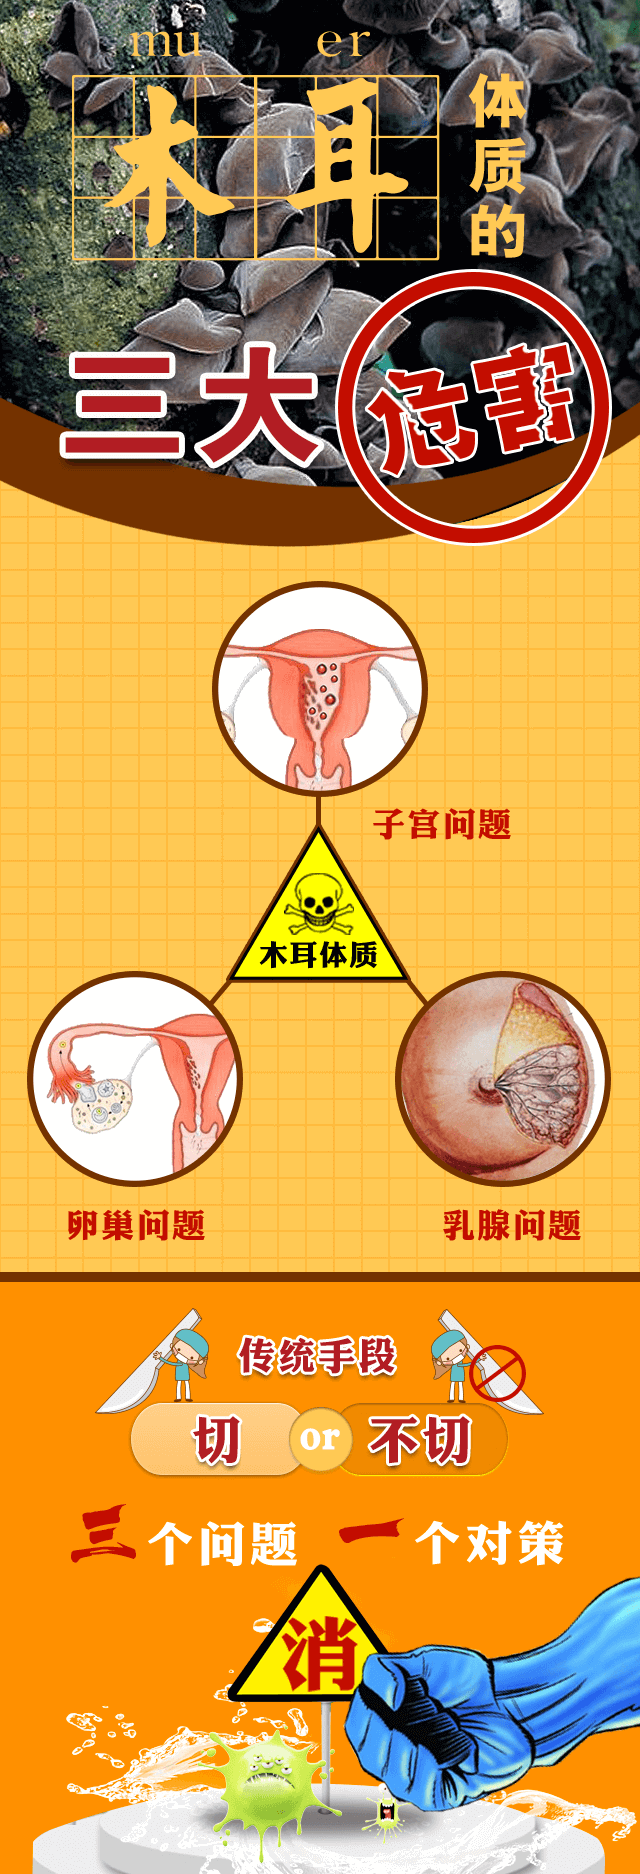 mu er
木耳
体质的
三大
危害
子宫问题
木耳体质
卵巢问题
乳腺问题
传统手段
切 or 不切
三个问题 一个对策
消